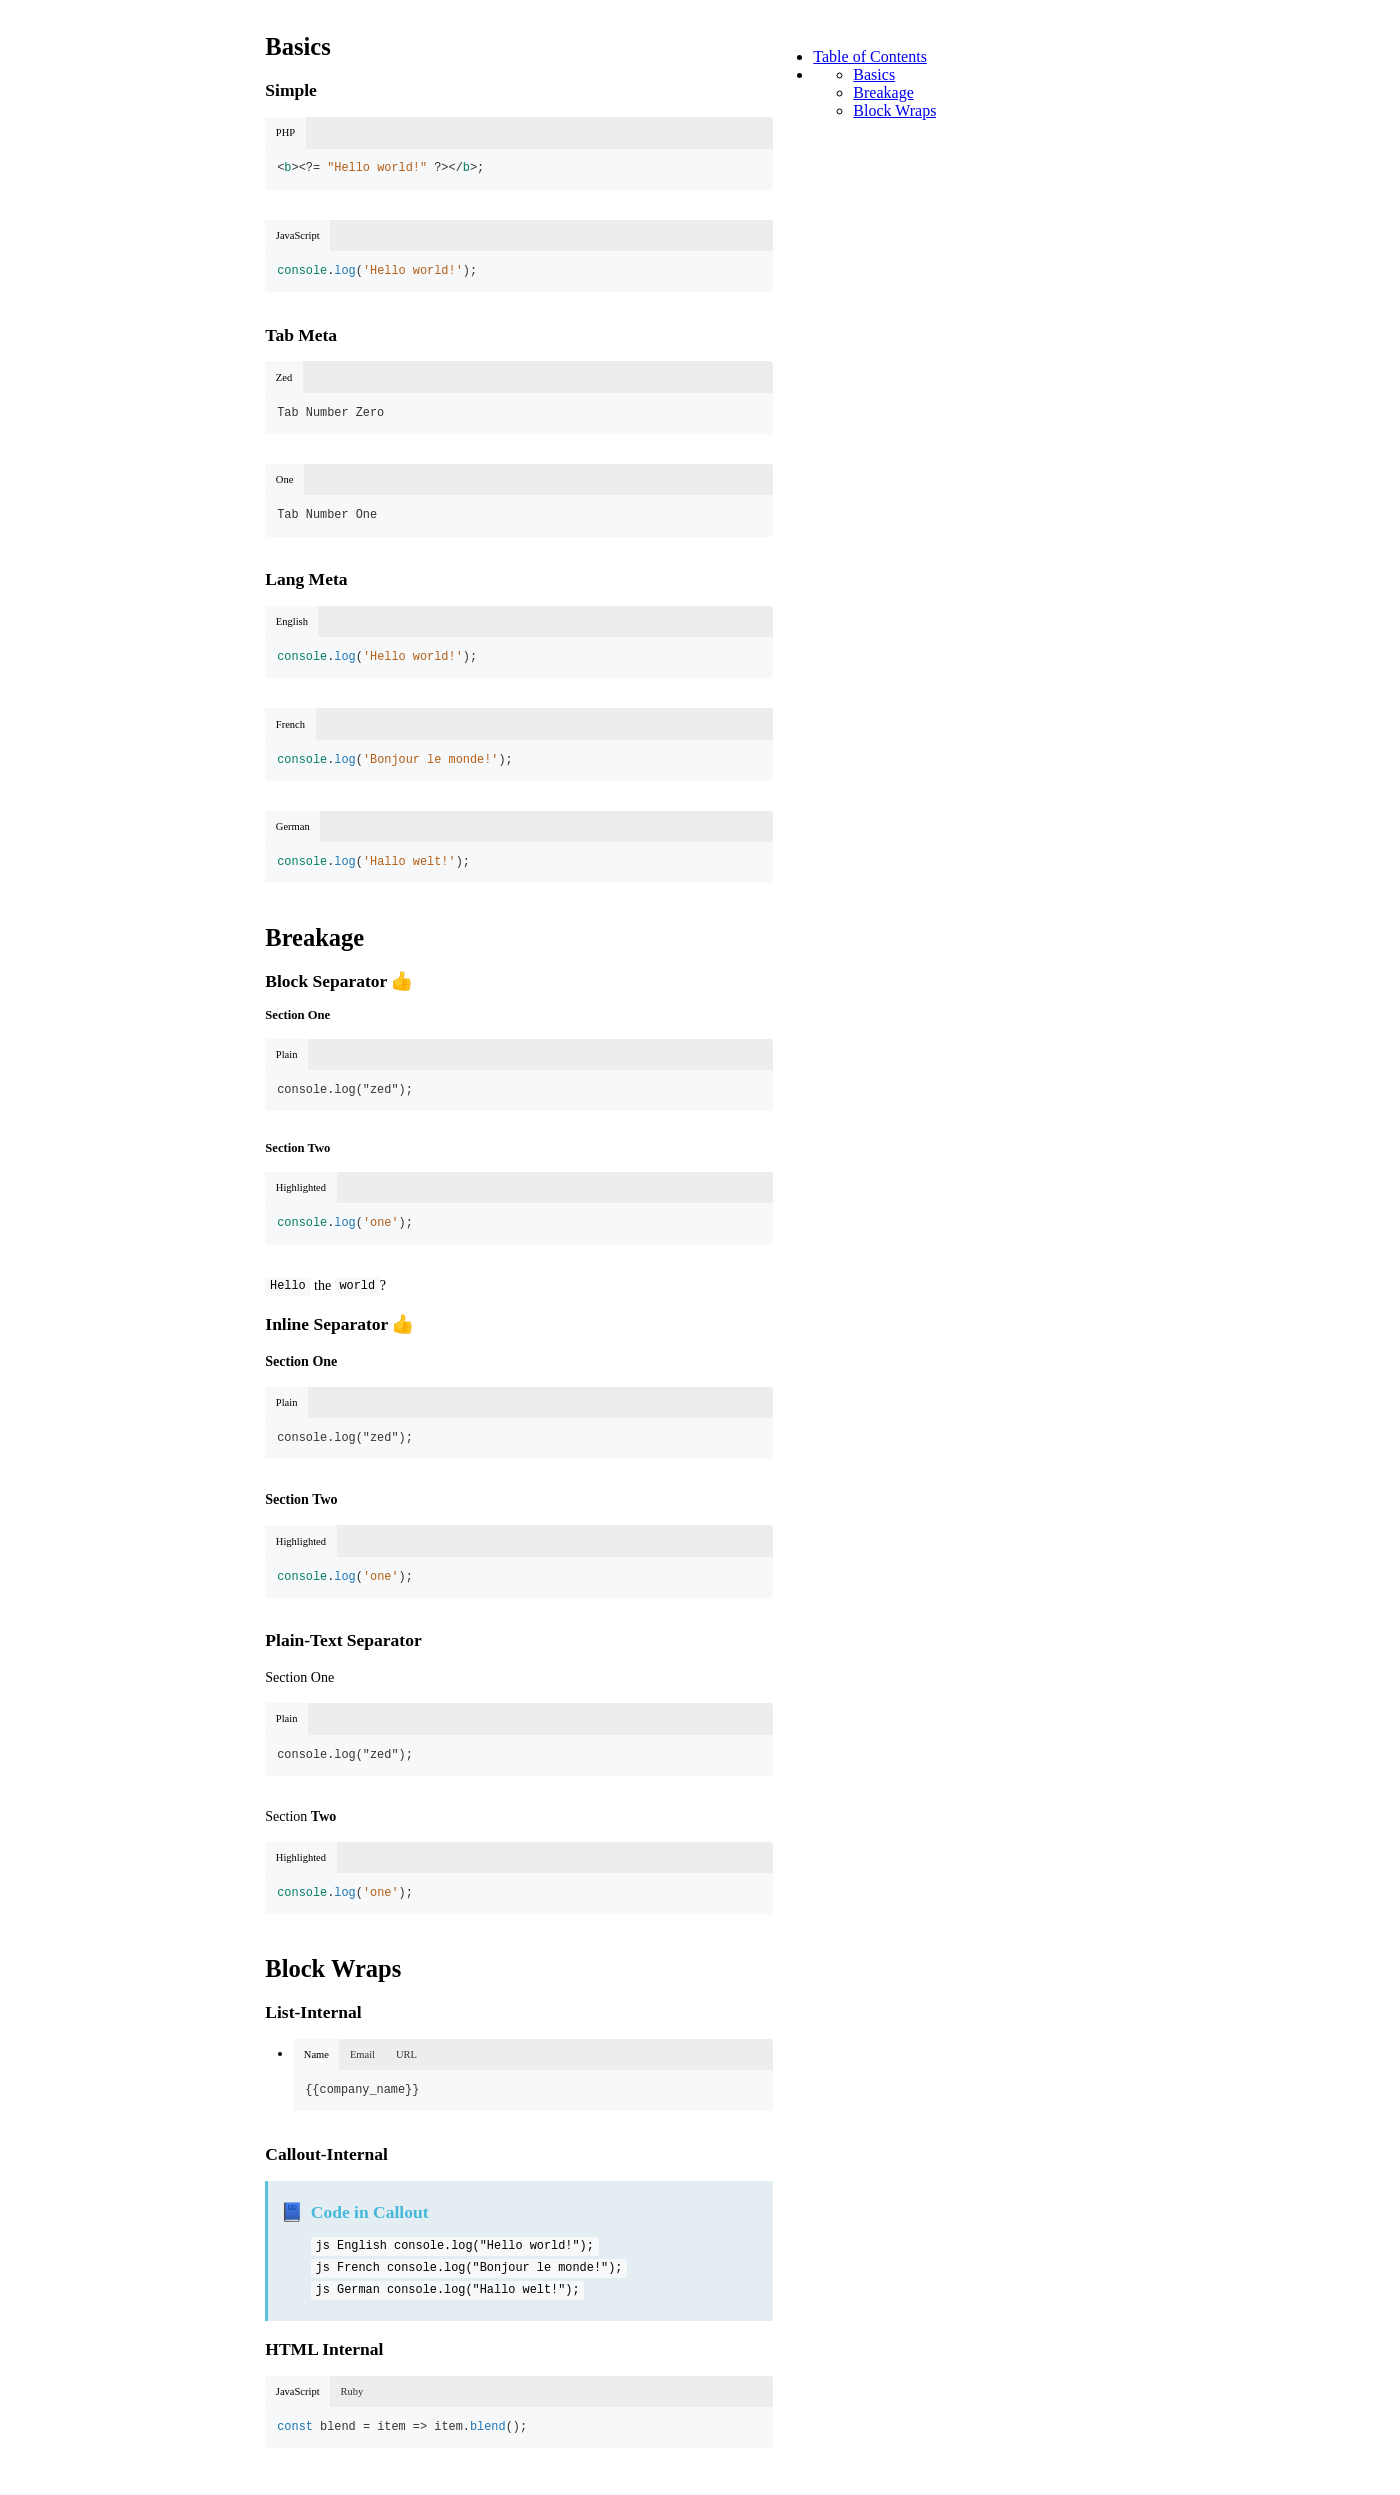 Basics
Simple
PHP
<b><?= "Hello world!" ?></b>;
JavaScript
console.log('Hello world!');
Tab Meta
Zed
Tab Number Zero
One
Tab Number One
Lang Meta
English
console.log('Hello world!');
French
console.log('Bonjour le monde!');
German
console.log('Hallo welt!');
Breakage
Block Separator 👍
Section One
Plain
console.log("zed");
Section Two
Highlighted
console.log('one');
Hello the world?
Inline Separator 👍
Section One
Plain
console.log("zed");
Section Two
Highlighted
console.log('one');
Plain-Text Separator
Section One
Plain
console.log("zed");
Section Two
Highlighted
console.log('one');
Block Wraps
List-Internal
Name Email URL
{{company_name}}
Callout-Internal
📘 Code in Callout
js English console.log("Hello world!");
js French console.log("Bonjour le monde!");
js German console.log("Hallo welt!");
HTML Internal
JavaScript Ruby
const blend = item => item.blend();
Table of Contents
Basics
Breakage
Block Wraps